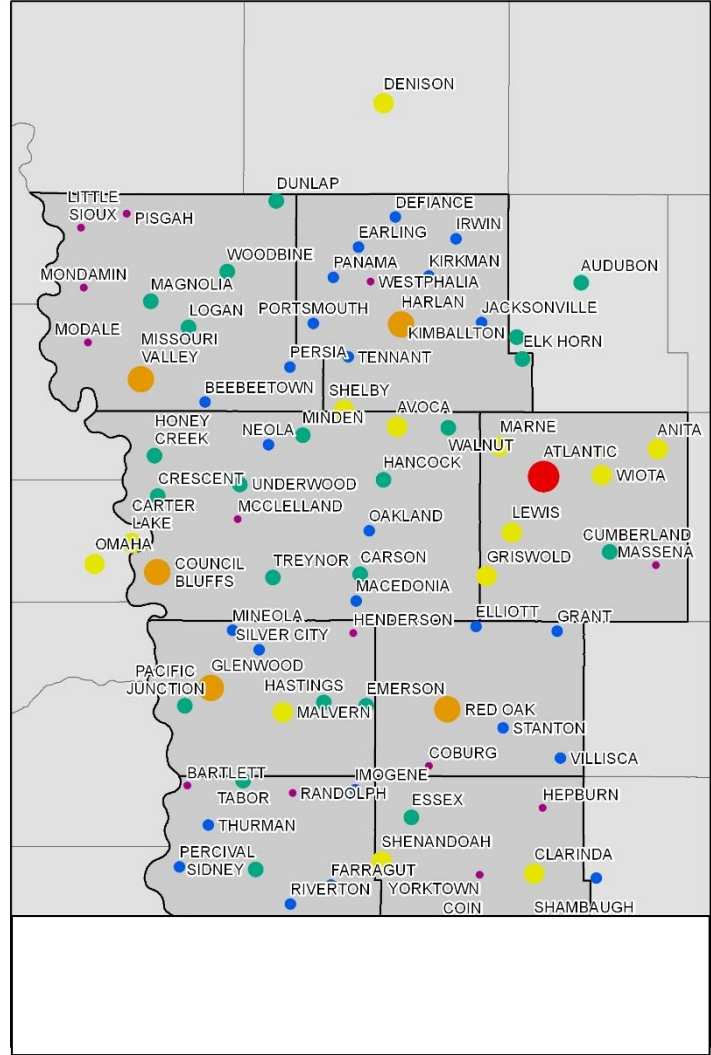 DENISON
DUNLAP
LITTLE
SIOUX
PISGAH
DEFIANCE
EARLING
IRWIN
WOODBINE
PANAMA
KIRKMAN
AUDUBON
MONDAMIN
MAGNOLIA
WESTPHALIA
LOGAN
PORTSMOUTH
HARLAN
JACKSONVILLE
MODALE
MISSOURI
VALLEY
KIMBALLTON
ELK HORN
PERSIA
TENNANT
BEEBEETOWN
SHELBY
HONEY
CREEK
NEOLA
MINDEN
AVOCA
WALNUT
MARNE
ANITA
ATLANTIC
HANCOCK
CRESCENT
UNDERWOOD
WIOTA
CARTER
LAKE
MCCLELLAND
OAKLAND
LEWIS
OMAHA
CUMBERLAND
MASSENA
COUNCIL
BLUFFS
TREYNOR
CARSON
GRISWOLD
MACEDONIA
MINEOLA
HENDERSON
ELLIOTT
GRANT
SILVER CITY
PACIFIC
JUNCTION
GLENWOOD
HASTINGS
EMERSON
MALVERN
RED OAK
STANTON
COBURG
VILLISCA
BARTLETT
IMOGENE
TABOR
RANDOLPH
ESSEX
HEPBURN
THURMAN
SHENANDOAH
PERCIVAL
SIDNEY
FARRAGUT
CLARINDA
RIVERTON
YORKTOWN
COIN
SHAMBAUGH